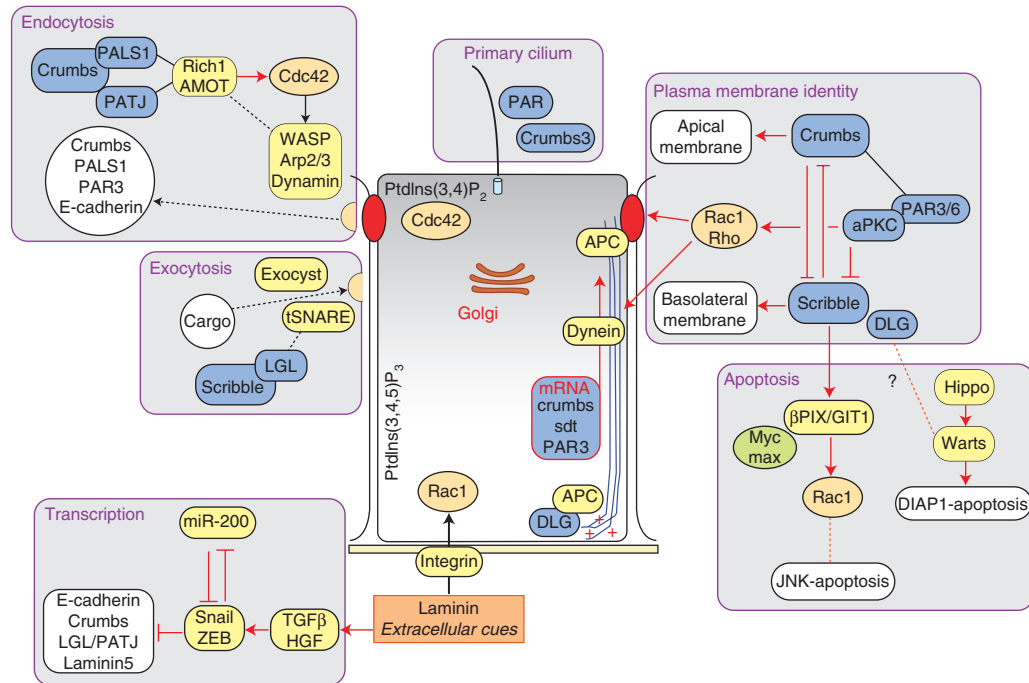 Endocytosis
PALS1
Crumbs
PATJ
Rich1
AMOT
Cdc42
WASP
Arp2/3
Dynamin
Crumbs
PALS1
PAR3
E-cadherin
Primary cilium
PAR
Crumbs3
Plasma membrane identity
Apical
membrane
Crumbs
PAR3/6
aPKC
Rac1
Rho
Basolateral
membrane
Scribble
DLG
PtdIns(3,4)P2
Cdc42
APC
Golgi
Dynein
mRNA
crumbs
sdt
PAR3
PtdIns(3,4,5)P3
Rac1
APC
DLG
+
+
+
Integrin
Laminin
Extracellular cues
Exocytosis
Exocyst
Cargo
tSNARE
LGL
Scribble
Apoptosis
?
Hippo
βPIX/GIT1
Myc
max
Warts
Rac1
DIAP1-apoptosis
JNK-apoptosis
Transcription
miR-200
E-cadherin
Crumbs
LGL/PATJ
Laminin5
Snail
ZEB
TGFβ
HGF